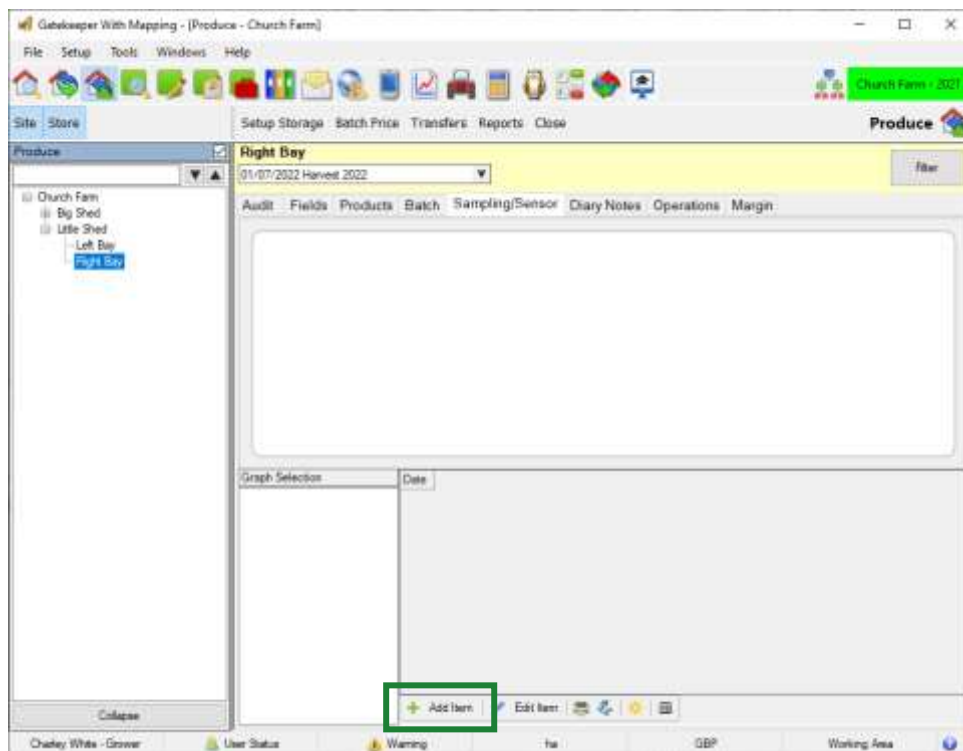 Gatekeeper With Mapping - [Produce - Church Farm]
File Setup Tools Windows Help
Church Farm - 2021
Site Store
Setup Storage Batch Price Transfers Reports Close
Produce
Produce
Right Bay
01/07/2022 Harvest 2022
Filter
Church Farm
Big Shed
Little Shed
Left Bay
Right Bay
Audit Fields Products Batch Sampling/Sensor Diary Notes Operations Margin
Graph Selection
Date
Add Item Edit Item
Collapse
Charley White - Grower User Status Warning ha GBP Working Area